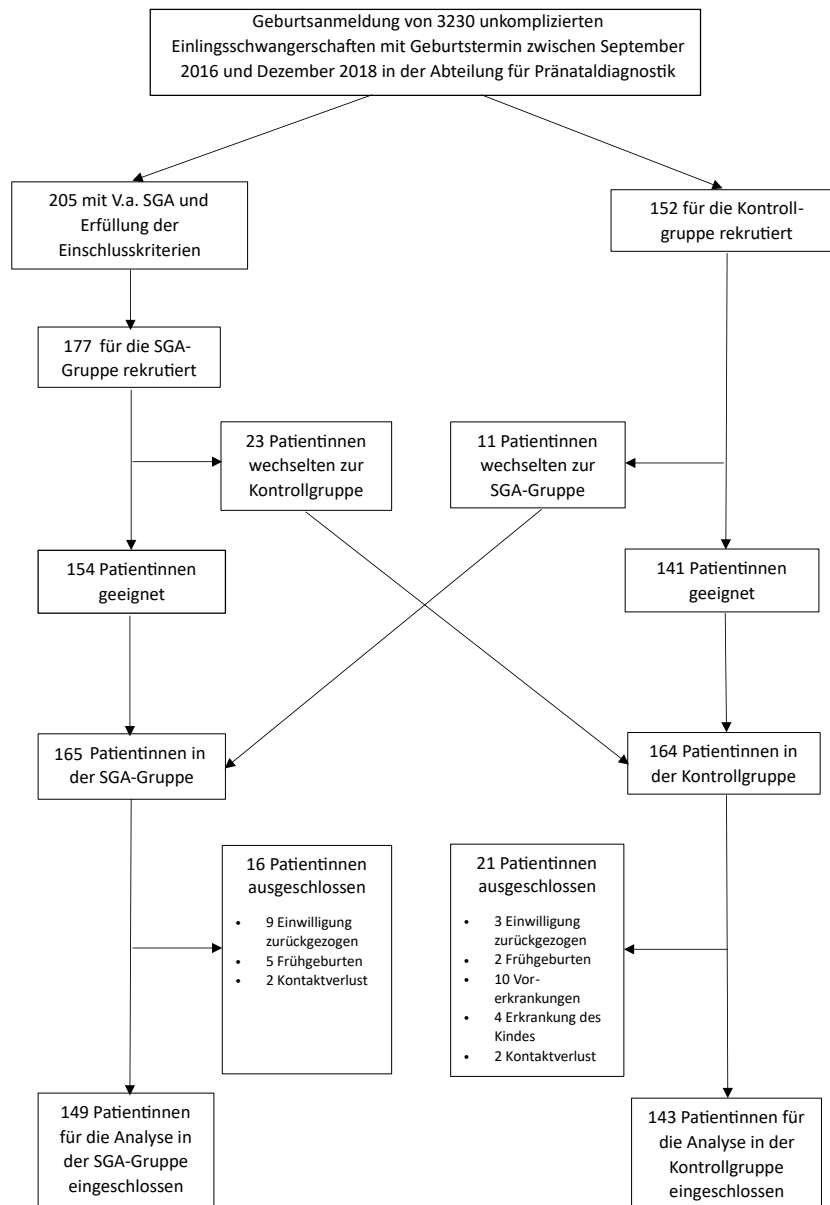 Geburtsanmeldung von 3230 unkomplizierten
Einlingsschwangerschaften mit Geburtstermin zwischen September
2016 und Dezember 2018 in der Abteilung für Pränataldiagnostik
205 mit V.a. SGA und
Erfüllung der
Einschlusskriterien
152 für die Kontroll-
gruppe rekrutiert
177 für die SGA-
Gruppe rekrutiert
23 Patientinnen
wechselten zur
Kontrollgruppe
11 Patientinnen
wechselten zur
SGA-Gruppe
154 Patientinnen
geeignet
141 Patientinnen
geeignet
165 Patientinnen in
der SGA-Gruppe
164 Patientinnen in
der Kontrollgruppe
16 Patientinnen
ausgeschlossen
• 9 Einwilligung
zurückgezogen
• 5 Frühgeburten
• 2 Kontaktverlust
21 Patientinnen
ausgeschlossen
• 3 Einwilligung
zurückgezogen
• 2 Frühgeburten
• 10 Vor-
erkrankungen
• 4 Erkrankung des
Kindes
• 2 Kontaktverlust
149 Patientinnen
für die Analyse in
der SGA-Gruppe
eingeschlossen
143 Patientinnen für
die Analyse in der
Kontrollgruppe
eingeschlossen